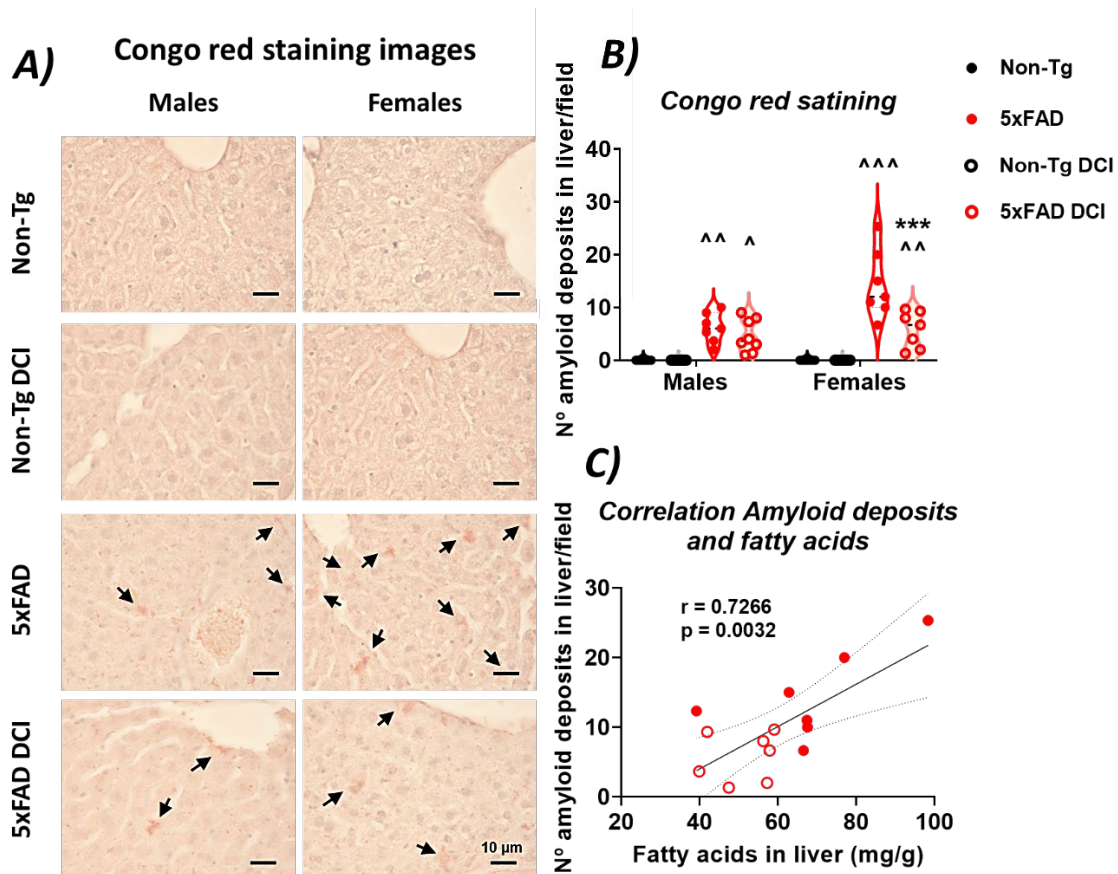 A)
Congo red staining images
Males
Females
Non-Tg
Non-Tg DCI
5xFAD
5xFAD DCI
10 µm
B)
Congo red satining
Nº amyloid deposits in liver/field
40
30
20
10
0
^^
^
^^^
***
^^
Males
Females
Non-Tg
5xFAD
Non-Tg DCI
5xFAD DCI
C)
Correlation Amyloid deposits
and fatty acids
Nº amyloid deposits in liver/field
r = 0.7266
p = 0.0032
30
20
10
0
20
40
60
80
100
Fatty acids in liver (mg/g)